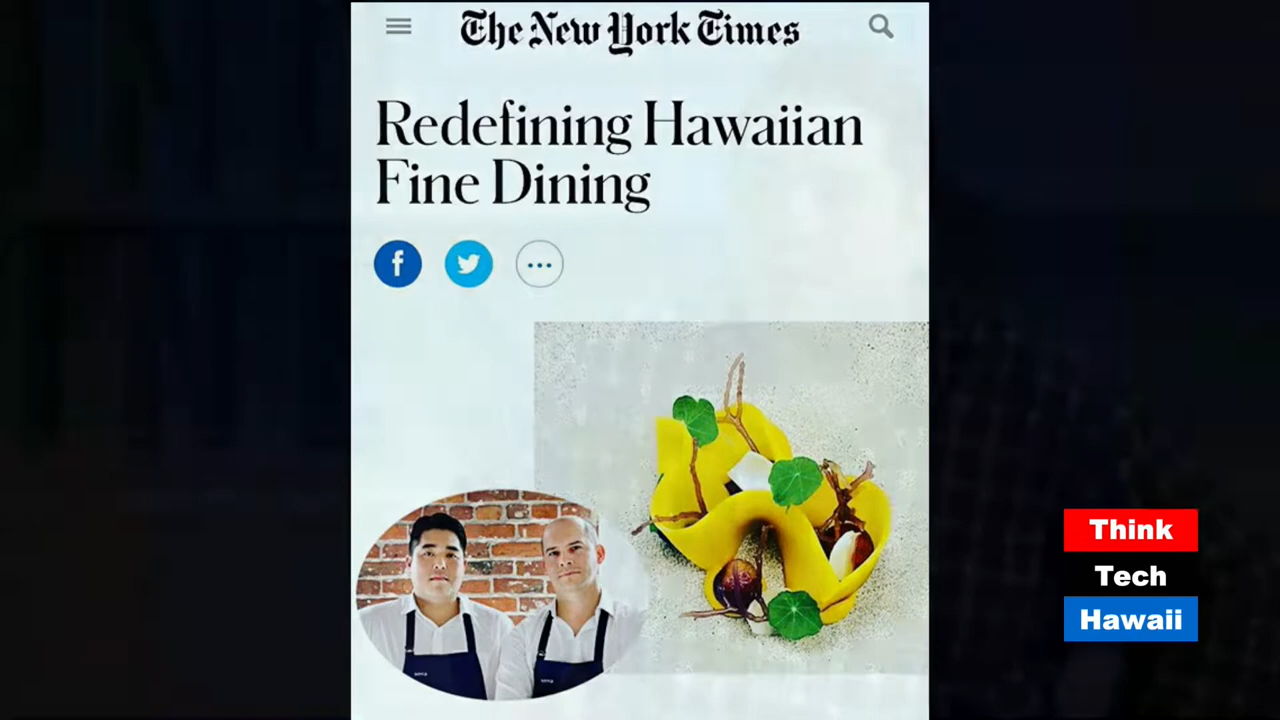 The New York Times
Redefining Hawaiian
Fine Dining
Think
Tech
Hawaii